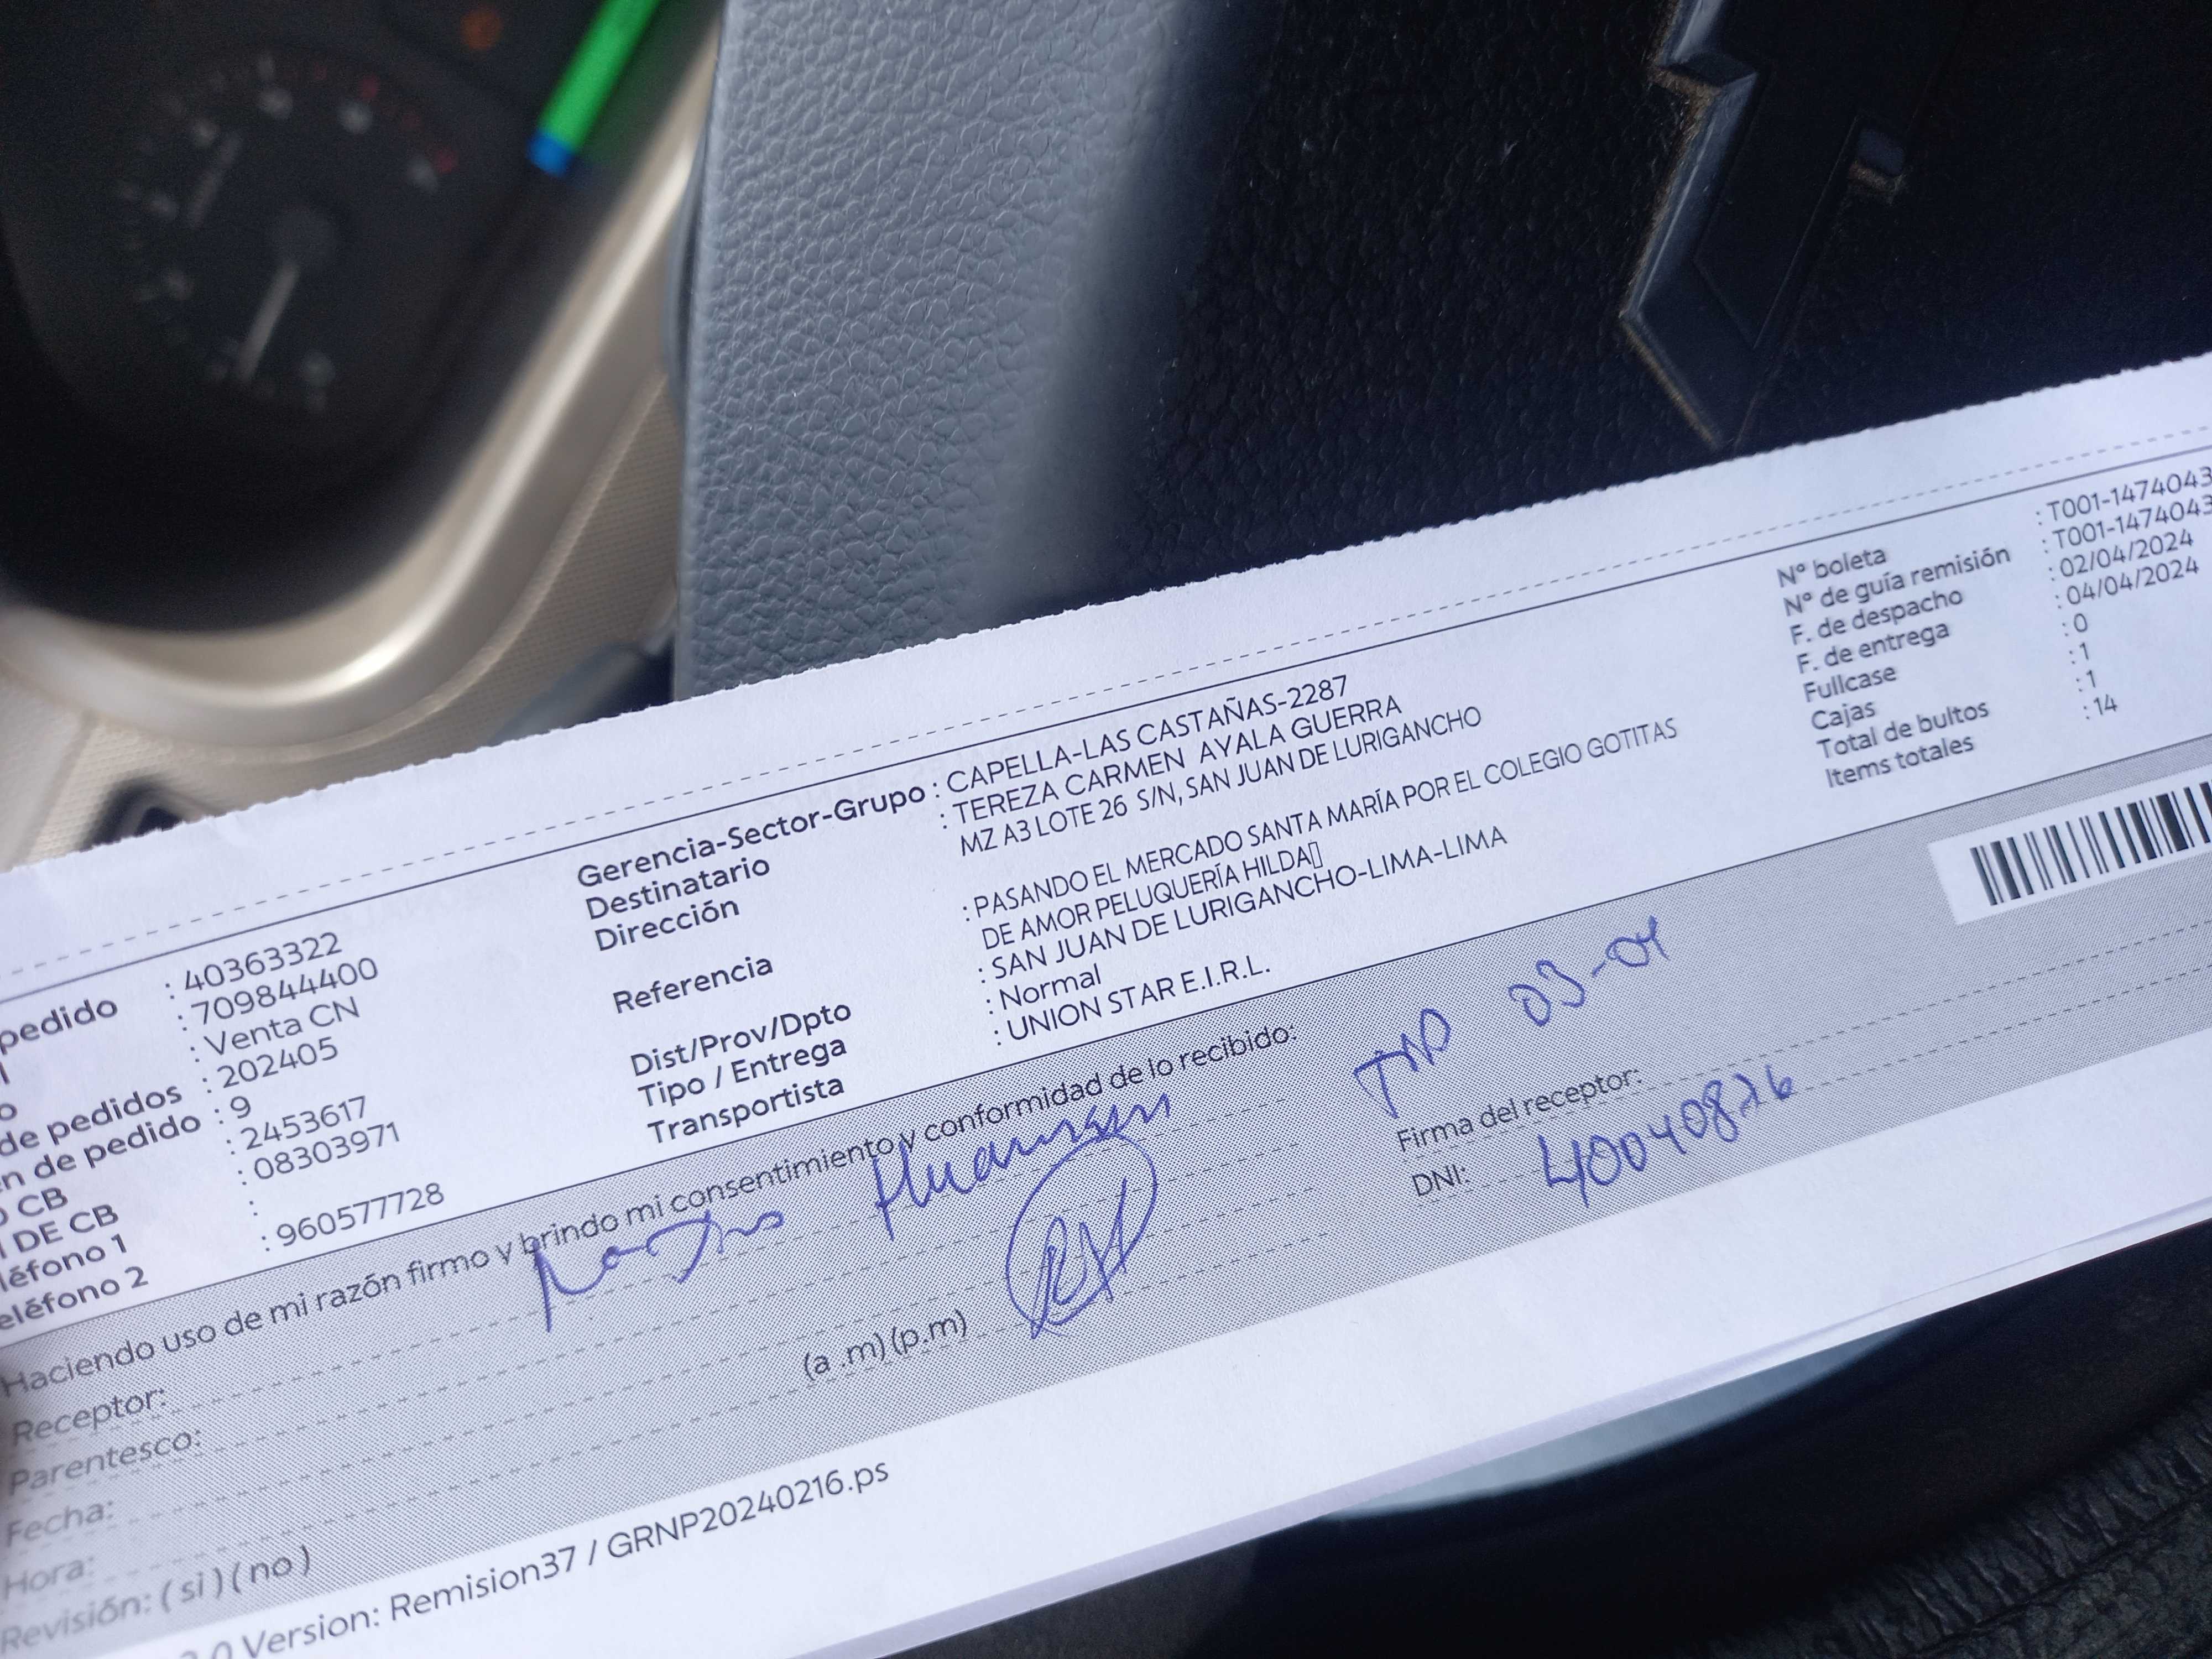 pedido : 40363322
: 709844400
: Venta CN
de pedidos : 202405
n de pedido : 9
CB : 2453617
DE CB : 08303971
léfono 1 :
eléfono 2 : 960577728
Gerencia-Sector-Grupo : CAPELLA-LAS CASTAÑAS-2287
Destinatario : TEREZA CARMEN AYALA GUERRA
Dirección MZ A3 LOTE 26 S/N, SAN JUAN DE LURIGANCHO
Referencia : PASANDO EL MERCADO SANTA MARÍA POR EL COLEGIO GOTITAS
DE AMOR PELUQUERÍA HILDA
Dist/Prov/Dpto : SAN JUAN DE LURIGANCHO-LIMA-LIMA
Tipo / Entrega : Normal
Transportista : UNION STAR E.I.R.L.
N° boleta : T001-1474043
N° de guía remisión : T001-1474043
F. de despacho : 02/04/2024
F. de entrega : 04/04/2024
Fullcase : 0
Cajas : 1
Total de bultos : 1
Items totales : 14
Haciendo uso de mi razón firmo y brindo mi consentimiento y conformidad de lo recibido:
Receptor: Huaman
03-04
Parentesco:
Firma del receptor:
Fecha:
DNI: 40040876
Hora: (a .m) (p.m)
Revisión: ( si ) ( no )
.0 Version: Remision37 / GRNP20240216.ps